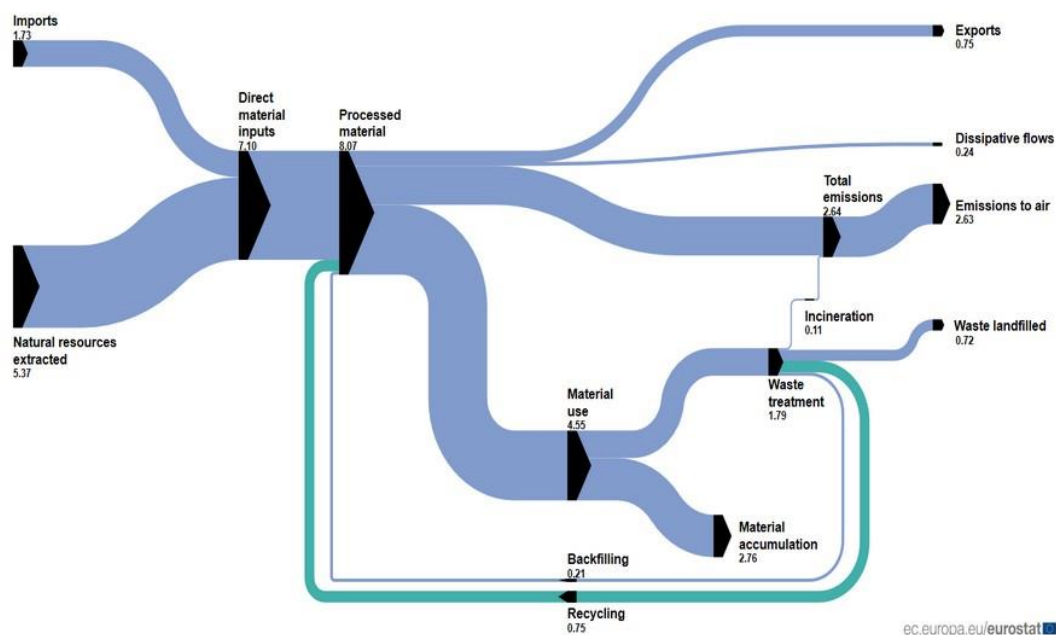 Imports
1.73
Exports
0.75
Direct
material
inputs
7.10
Processed
material
8.07
Dissipative flows
0.24
Total
emissions
2.64
Emissions to air
2.63
Natural resources
extracted
5.37
Incineration
0.11
Waste landfilled
0.72
Waste
treatment
1.79
Material
use
4.55
Material
accumulation
2.76
Backfilling
0.21
Recycling
0.75
ec.europa.eu/eurostat